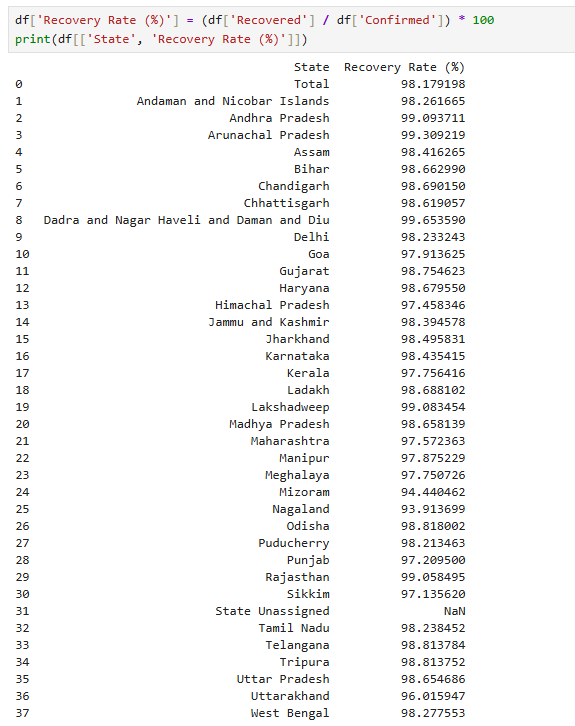 df['Recovery Rate (%)'] = (df['Recovered'] / df['Confirmed']) * 100
print(df[['State', 'Recovery Rate (%)']])
State Recovery Rate (%)
0 Total 98.179198
1 Andaman and Nicobar Islands 98.261665
2 Andhra Pradesh 99.093711
3 Arunachal Pradesh 99.309219
4 Assam 98.416265
5 Bihar 98.662990
6 Chandigarh 98.690150
7 Chhattisgarh 98.619057
8 Dadra and Nagar Haveli and Daman and Diu 99.653590
9 Delhi 98.233243
10 Goa 97.913625
11 Gujarat 98.754623
12 Haryana 98.679550
13 Himachal Pradesh 97.458346
14 Jammu and Kashmir 98.394578
15 Jharkhand 98.495831
16 Karnataka 98.435415
17 Kerala 97.756416
18 Ladakh 98.688102
19 Lakshadweep 99.083454
20 Madhya Pradesh 98.658139
21 Maharashtra 97.572363
22 Manipur 97.875229
23 Meghalaya 97.750726
24 Mizoram 94.440462
25 Nagaland 93.913699
26 Odisha 98.818002
27 Puducherry 98.213463
28 Punjab 97.209500
29 Rajasthan 99.058495
30 Sikkim 97.135620
31 State Unassigned NaN
32 Tamil Nadu 98.238452
33 Telangana 98.813784
34 Tripura 98.813752
35 Uttar Pradesh 98.654686
36 Uttarakhand 96.015947
37 West Bengal 98.277553